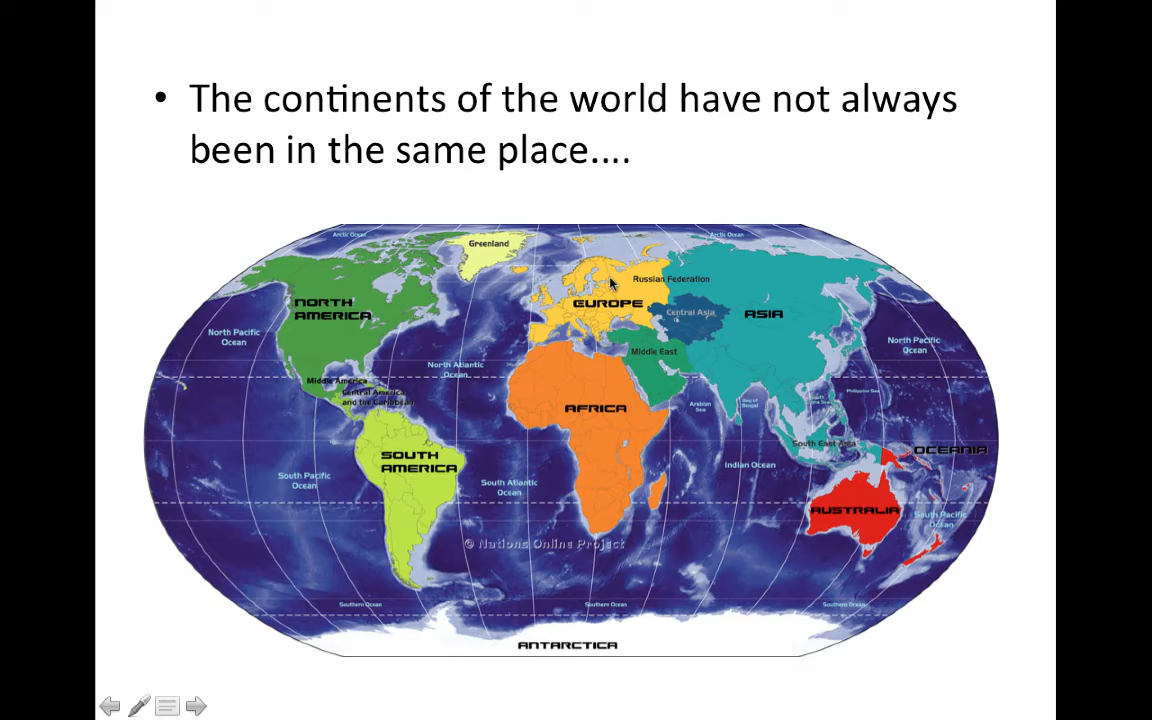 • The continents of the world have not always
been in the same place....
Arctic Ocean
Arctic Ocean
Greenland
Russian Federation
NORTH
AMERICA
EUROPE
Central Asia
ASIA
North Pacific
Ocean
North Pacific
Ocean
Middle East
North Atlantic
Ocean
Middle America
Central America
and the Caribbean
Philippine Sea
Arabian
Sea
Bay of
Bengal
South
China Sea
AFRICA
South East Asia
OCEANIA
SOUTH
AMERICA
Indian Ocean
South Pacific
Ocean
South Atlantic
Ocean
AUSTRALIA
South Pacific
Ocean
© Nations Online Project
Southern Ocean
Southern Ocean
Southern Ocean
ANTARCTICA